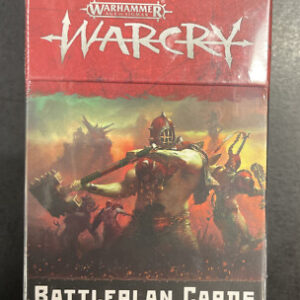 WARHAMMER
AGE OF SIGMAR
WARCRY
BATTLEPLAN CARDS